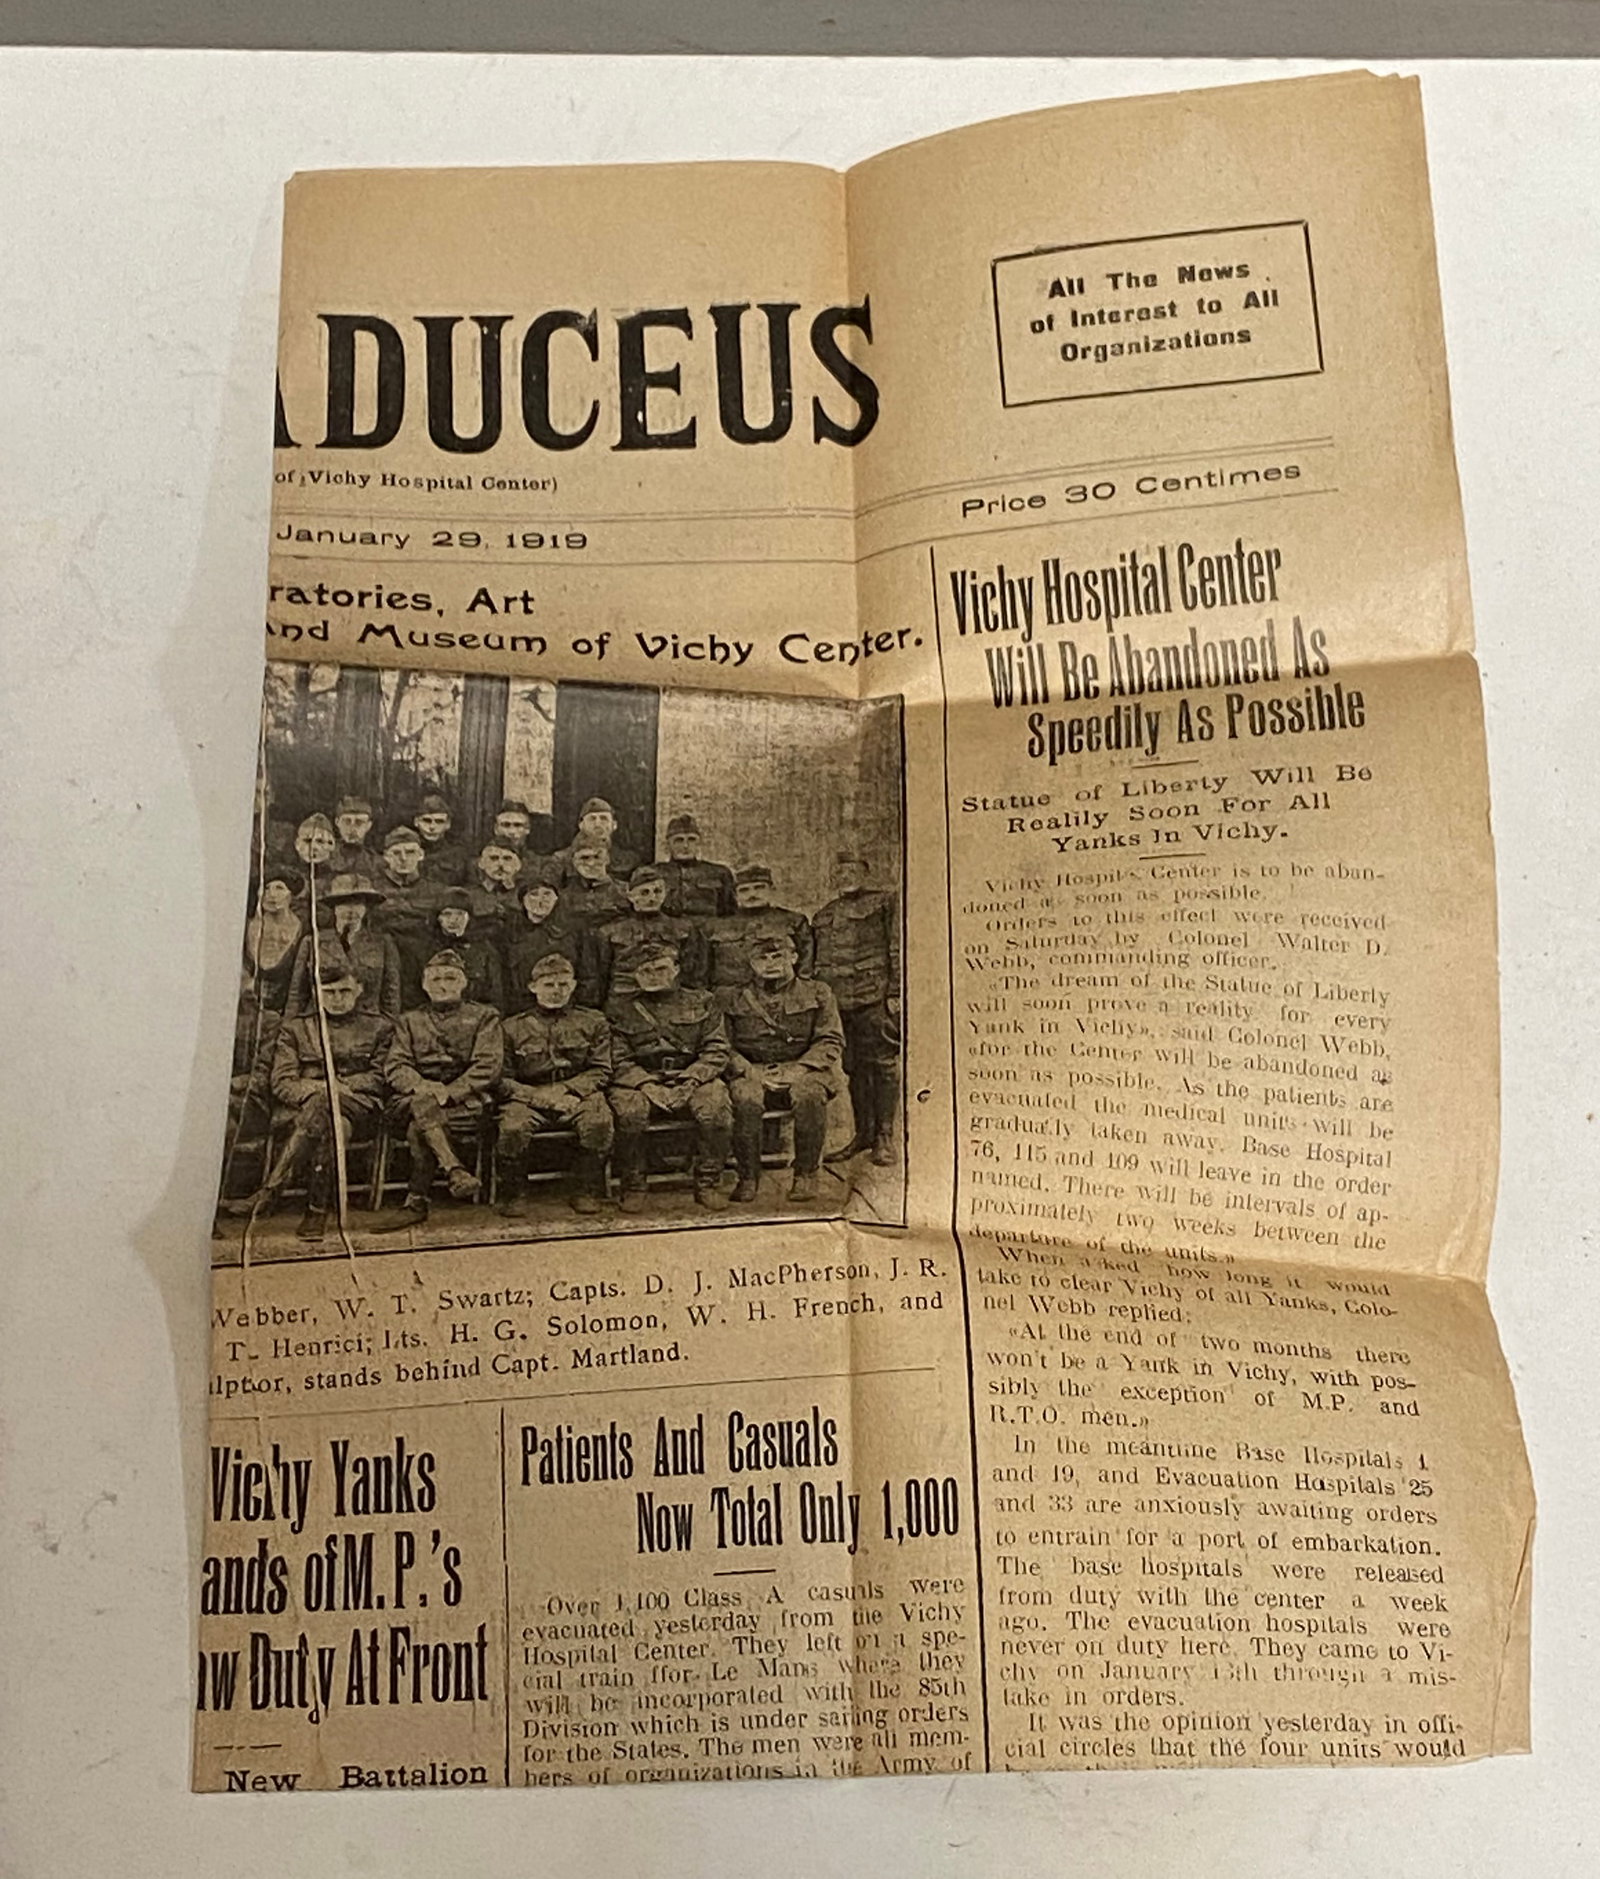 ADUCEUS
All The News
of Interest to All
Organizations
of Vichy Hospital Center)
January 29, 1919
Price 30 Centimes
ratories, Art
And Museum of Vichy Center.
Webber, W. T. Swartz; Capts. D. J. MacPherson, J. R.
T. Henrici; Lts. H. G. Solomon, W. H. French, and
lptor, stands behind Capt. Martland.
Vichy Yanks
ands of M.P.'s
w Duty At Front
New Battalion
Patients And Casuals
Now Total Only 1,000
Over 1,100 Class A casuals were
evacuated yesterday from the Vichy
Hospital Center. They left on a spe-
cial train ffor Le Mans where they
will be incorporated with the 85th
Division which is under sailing orders
for the States. The men were all mem-
bers of organizations in the Army of
Vichy Hospital Center
Will Be Abandoned As
Speedily As Possible
Statue of Liberty Will Be
Realily Soon For All
Yanks In Vichy.
Vichy Hospital Center is to be aban-
doned as soon as possible.
Orders to this effect were received
on Saturday by Colonel Walter D.
Webb, commanding officer.
«The dream of the Statue of Liberty
will soon prove a reality for every
Yank in Vichy», said Colonel Webb,
«for the Center will be abandoned as
soon as possible. As the patients are
evacuated the medical units will be
gradually taken away. Base Hospital
76, 115 and 109 will leave in the order
named. There will be intervals of ap-
proximately two weeks between the
departure of the units.»
When asked how long it would
take to clear Vichy of all Yanks, Colo-
nel Webb replied:
«At the end of two months there
won't be a Yank in Vichy, with pos-
sibly the exception of M.P. and
R.T.O. men.»
In the meantime Base Hospitals 1
and 19, and Evacuation Hospitals 25
and 33 are anxiously awaiting orders
to entrain for a port of embarkation.
The base hospitals were released
from duty with the center a week
ago. The evacuation hospitals were
never on duty here. They came to Vi-
chy on January 13th through a mis-
take in orders.
It was the opinion yesterday in offi-
cial circles that the four units would